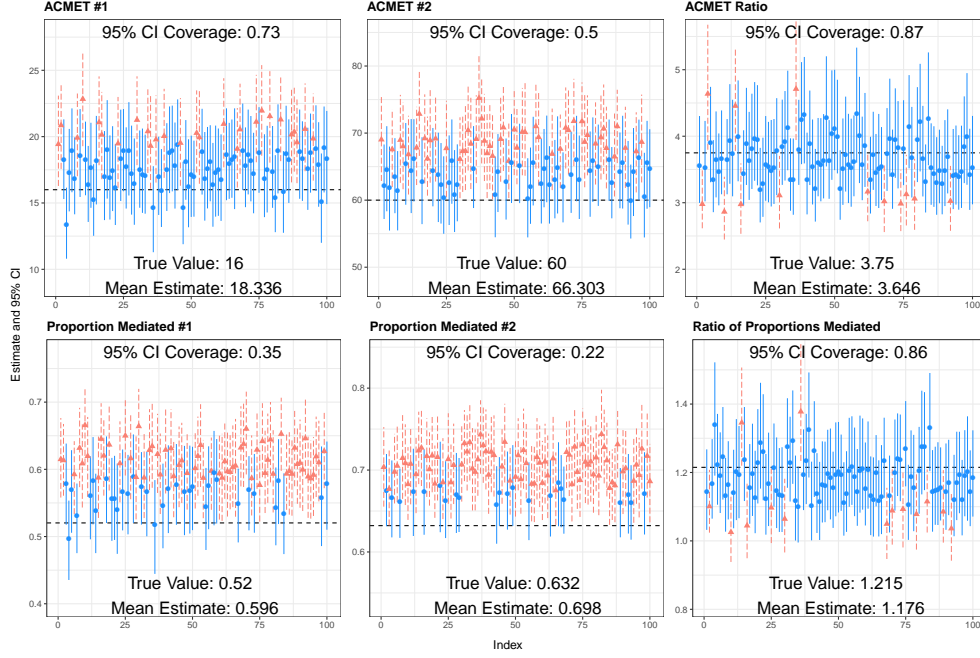 ACMET #1
ACMET #2
ACMET Ratio
95% CI Coverage: 0.73
95% CI Coverage: 0.5
95% CI Coverage: 0.87
25
20
15
10
80
70
60
50
5
4
3
2
True Value: 16
Mean Estimate: 18.336
True Value: 60
Mean Estimate: 66.303
True Value: 3.75
Mean Estimate: 3.646
0 25 50 75 100
0 25 50 75 100
0 25 50 75 100
Estimate and 95% CI
Proportion Mediated #1
Proportion Mediated #2
Ratio of Proportions Mediated
95% CI Coverage: 0.35
95% CI Coverage: 0.22
95% CI Coverage: 0.86
0.7
0.6
0.5
0.4
0.8
0.7
0.6
1.4
1.2
1.0
0.8
True Value: 0.52
Mean Estimate: 0.596
True Value: 0.632
Mean Estimate: 0.698
True Value: 1.215
Mean Estimate: 1.176
0 25 50 75 100
0 25 50 75 100
0 25 50 75 100
Index